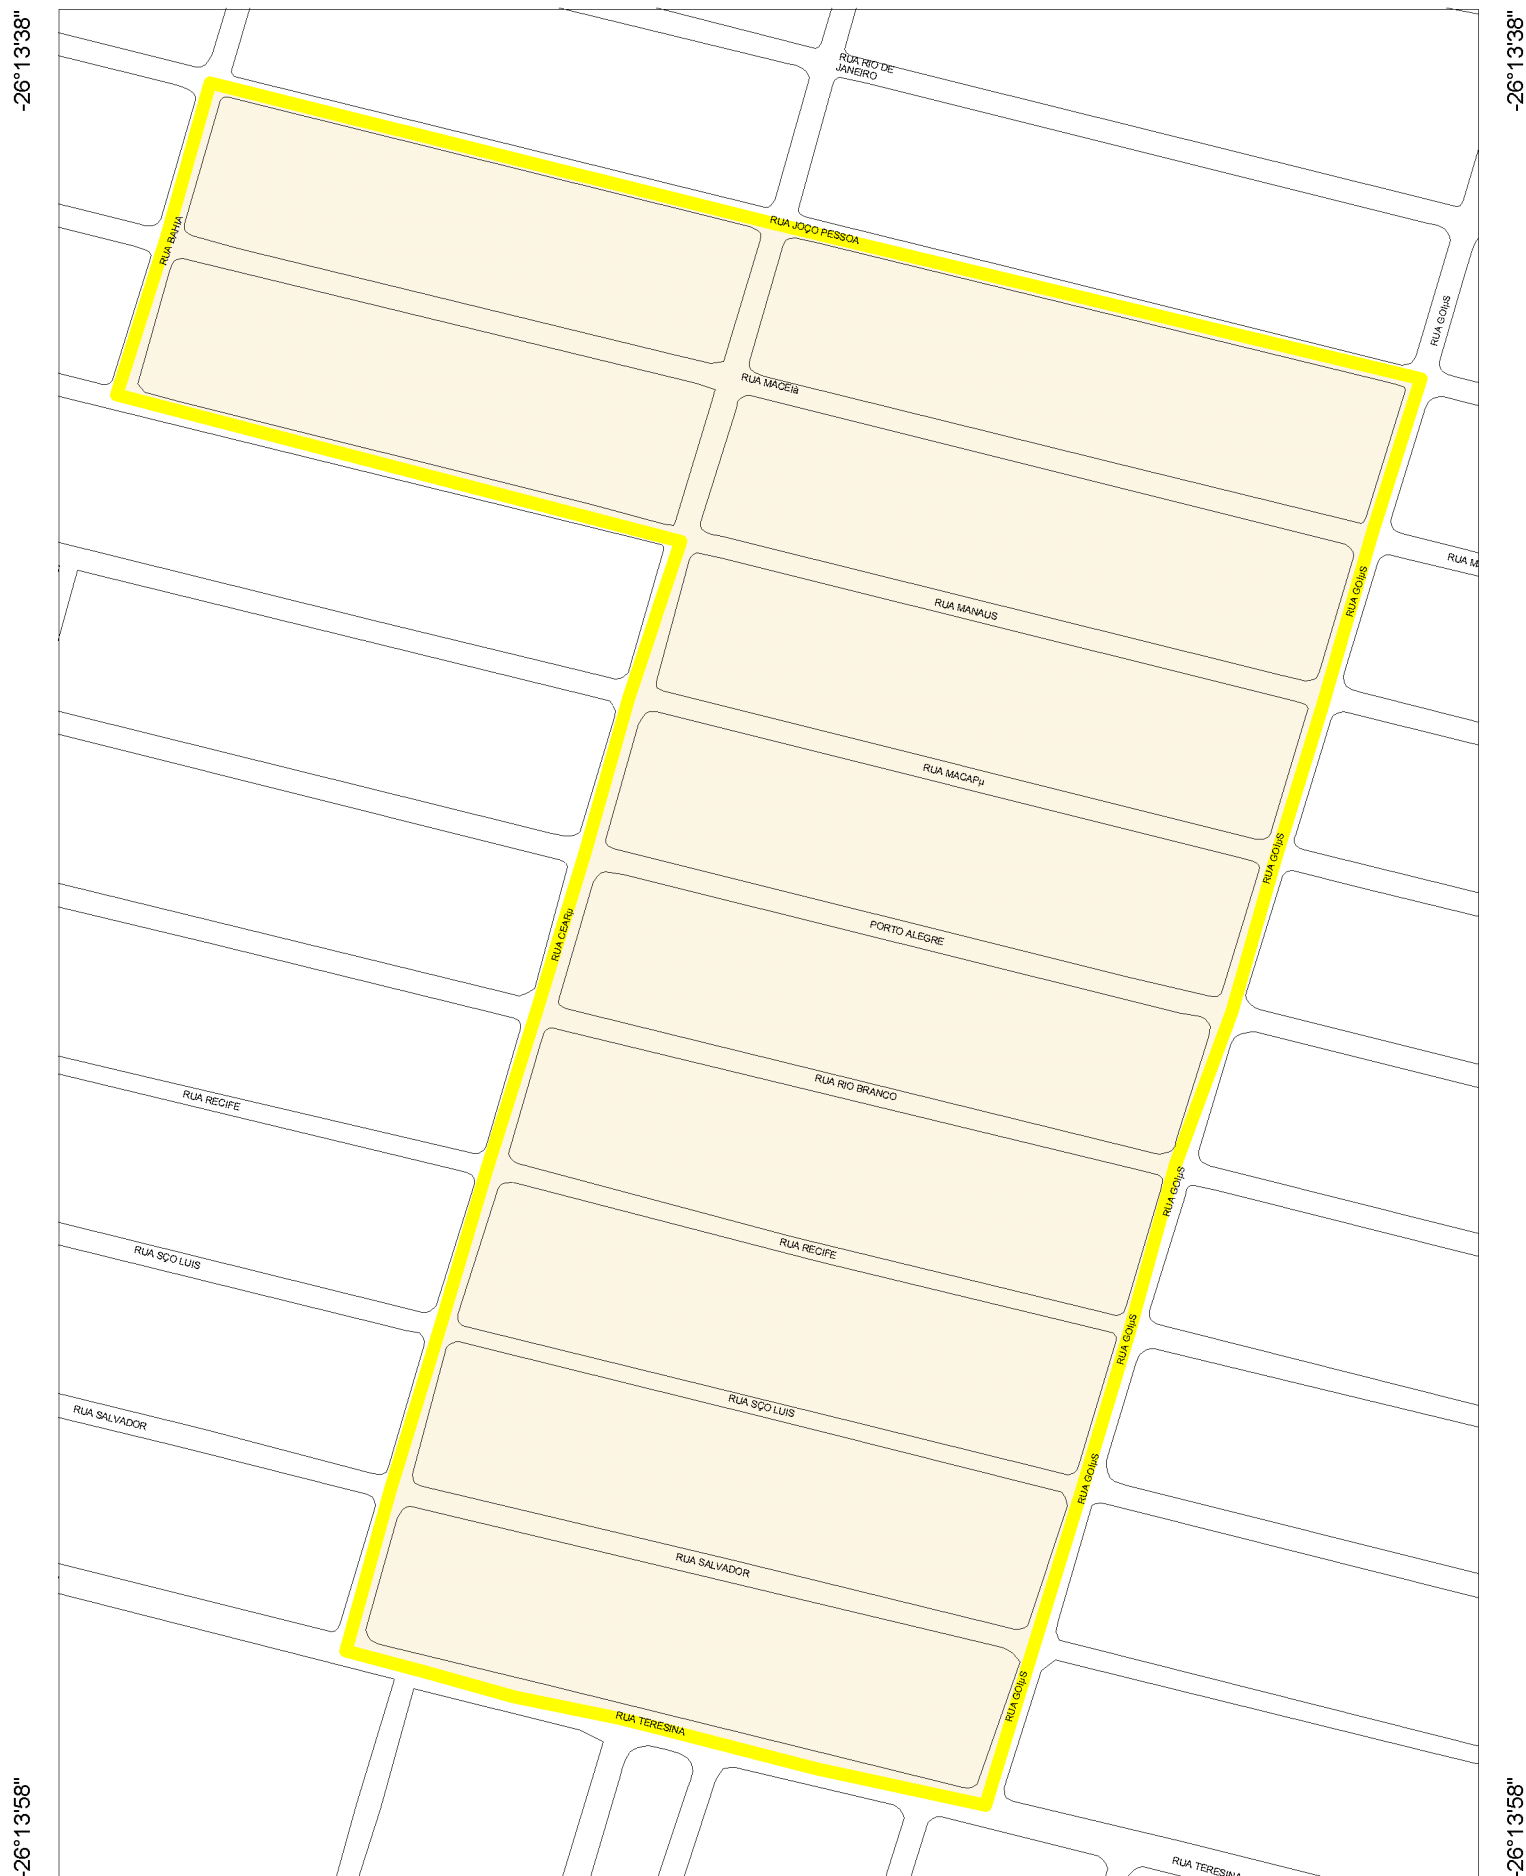 -26°13'38"
-26°13'38"
RUA RIO DE
JANEIRO
RUA BAHIA
RUA JOÇO PESSOA
RUA GOIµS
RUA MACEIà
RUA M
RUA GOIµS
RUA MANAUS
RUA MACAPµ
RUA GOIµS
RUA CEARµ
PORTO ALEGRE
RUA RIO BRANCO
RUA RECIFE
RUA GOIµS
RUA SÇO LUIS
RUA RECIFE
RUA GOIµS
RUA SALVADOR
RUA SÇO LUIS
RUA GOIµS
RUA SALVADOR
RUA GOIµS
RUA TERESINA
-26°13'58"
-26°13'58"
RUA TERESINA